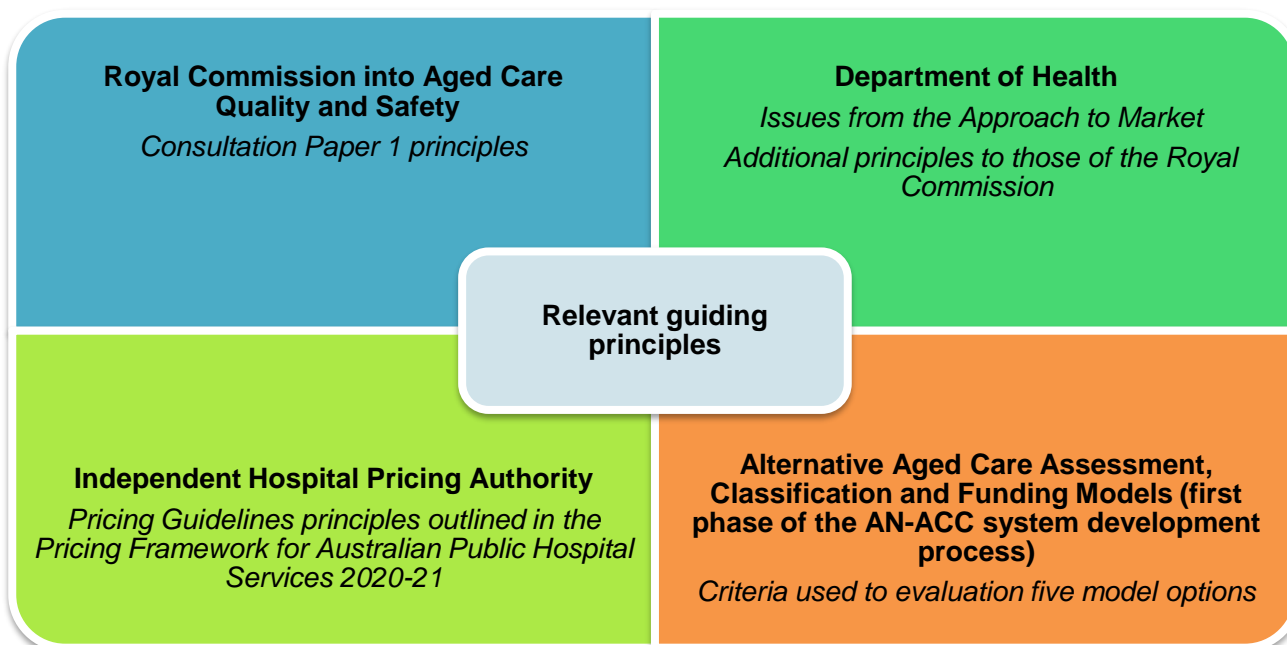 Royal Commission into Aged Care
Quality and Safety
Consultation Paper 1 principles
Department of Health
Issues from the Approach to Market
Additional principles to those of the Royal
Commission
Relevant guiding
principles
Independent Hospital Pricing Authority
Pricing Guidelines principles outlined in the
Pricing Framework for Australian Public Hospital
Services 2020-21
Alternative Aged Care Assessment,
Classification and Funding Models (first
phase of the AN-ACC system development
process)
Criteria used to evaluation five model options